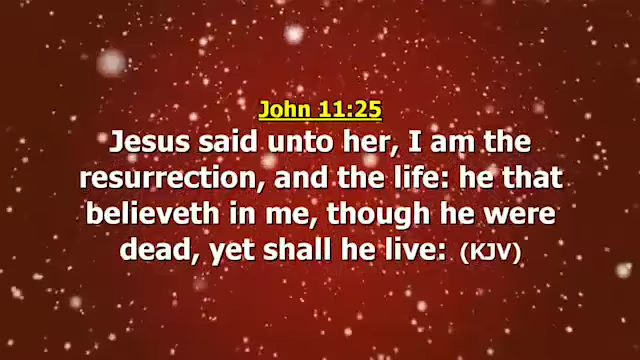 John 11:25
Jesus said unto her, I am the
resurrection, and the life: he that
believeth in me, though he were
dead, yet shall he live: (KJV)